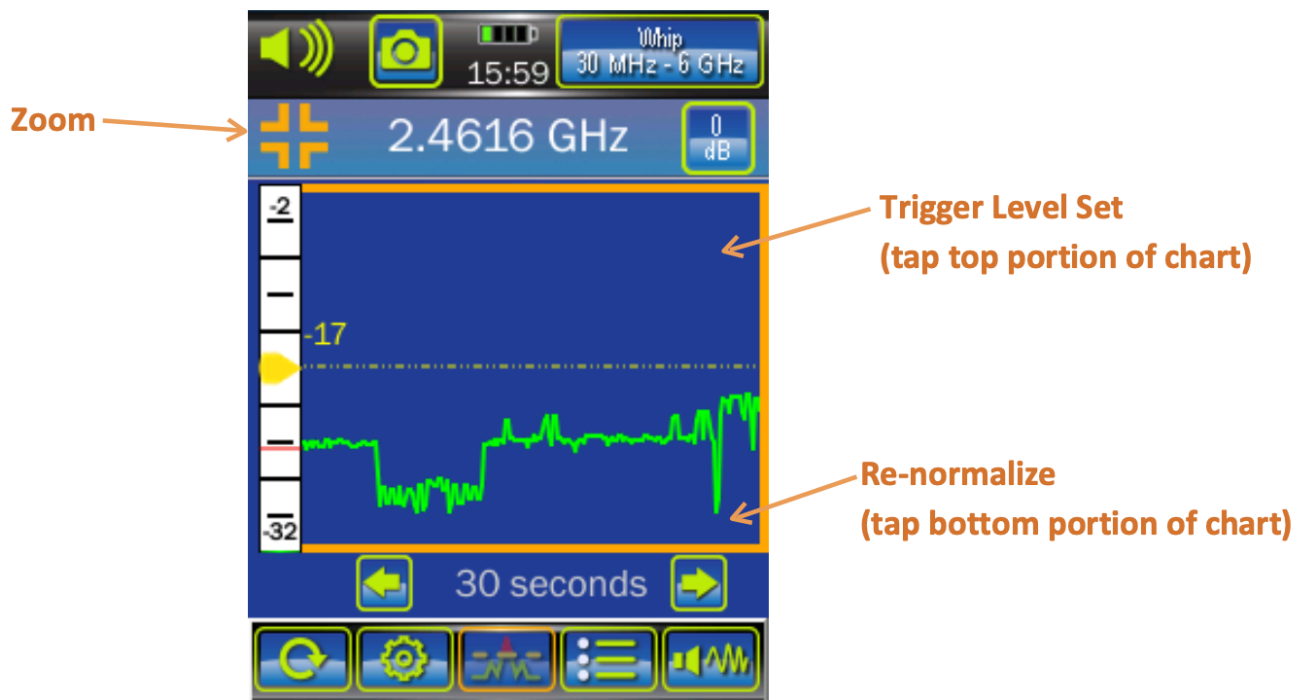 Whip
30 MHz - 6 GHz
15:59
Zoom
2.4616 GHz
0
dB
-2
Trigger Level Set
(tap top portion of chart)
-17
Re-normalize
(tap bottom portion of chart)
-32
30 seconds